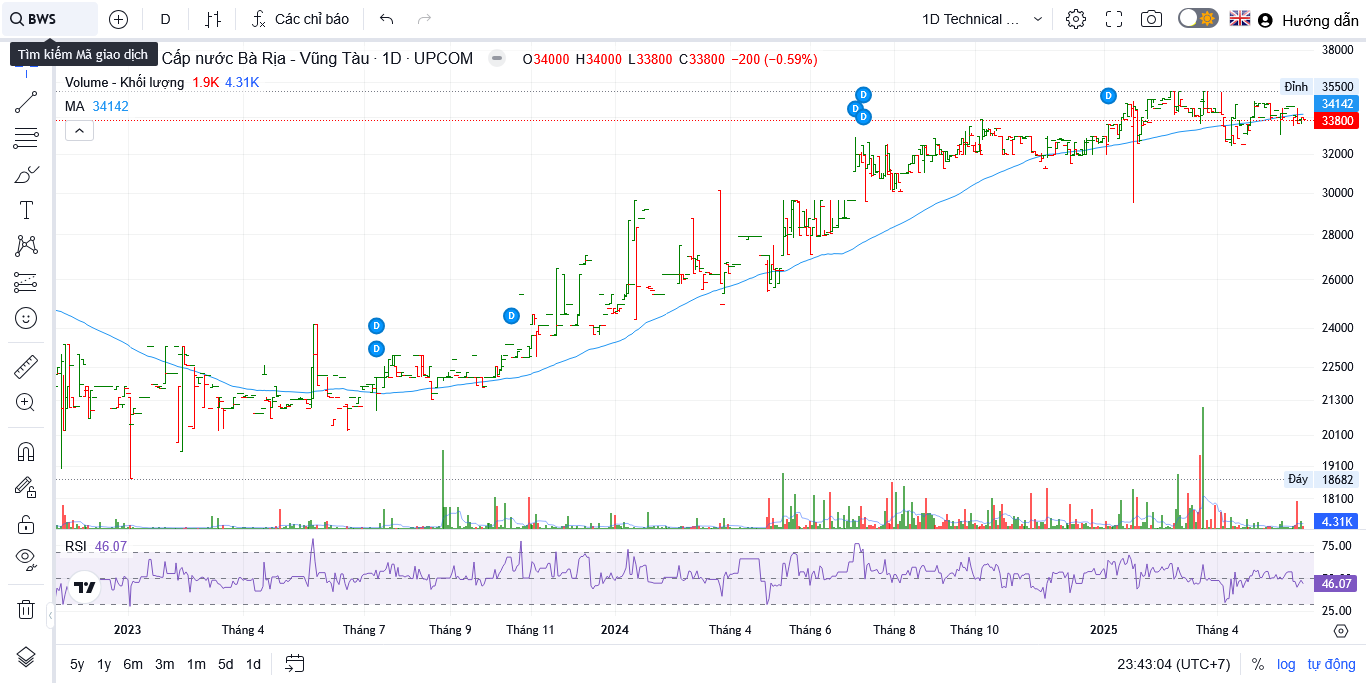 BWS D Các chỉ báo 1D Technical ... Hướng dẫn
Tìm kiếm Mã giao dịch
Cấp nước Bà Rịa - Vũng Tàu · 1D · UPCOM O34000 H34000 L33800 C33800 −200 (−0.59%)
Volume - Khối lượng 1.9K 4.31K
MA 34142
38000
Đỉnh 35500
34142
33800
32000
30000
28000
26000
24000
22500
21300
20100
19100
Đáy 18682
18100
4.31K
D
D
D
D
D
D
D
RSI 46.07
75.00
46.07
25.00
2023 Tháng 4 Tháng 7 Tháng 9 Tháng 11 2024 Tháng 4 Tháng 6 Tháng 8 Tháng 10 2025 Tháng 4
5y 1y 6m 3m 1m 5d 1d 23:43:04 (UTC+7) % log tự động